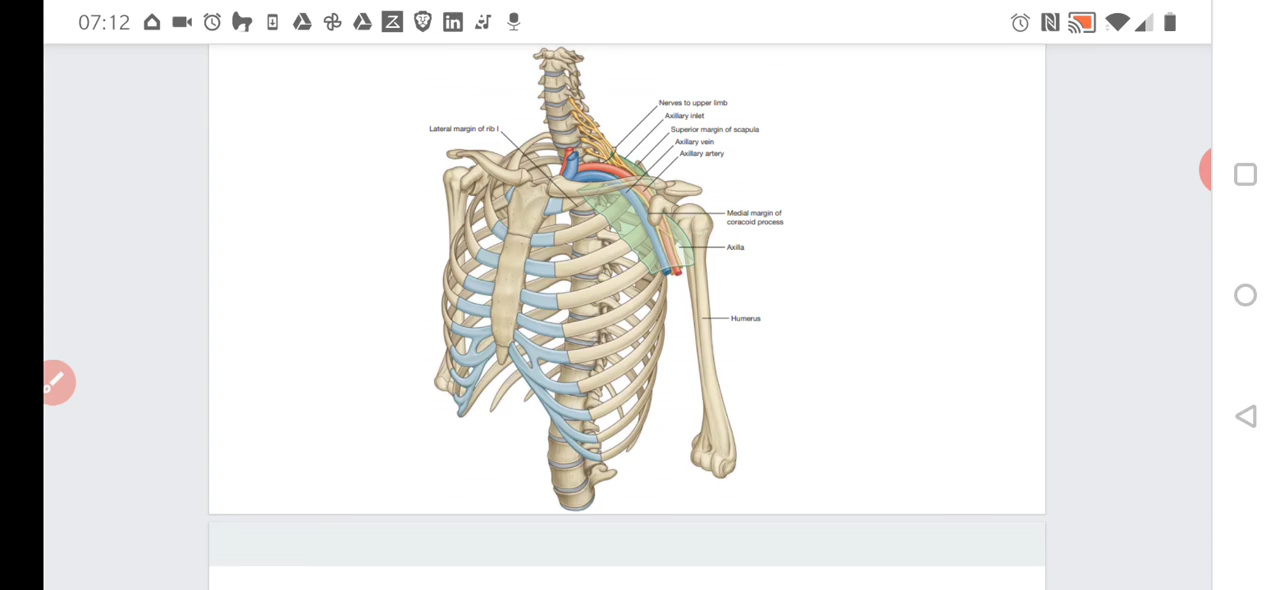 07:12
Nerves to upper limb
Axillary inlet
Lateral margin of rib I
Superior margin of scapula
Axillary vein
Axillary artery
Medial margin of
coracoid process
Axilla
Humerus